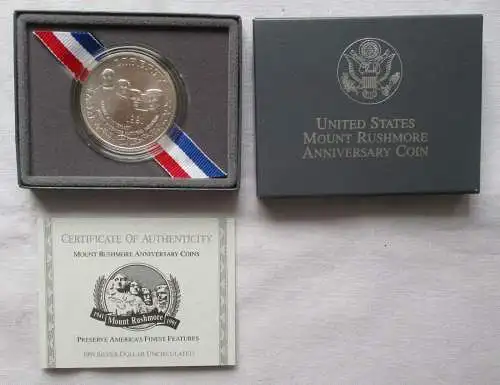 LIBERTY
UNITED STATES
MOUNT RUSHMORE
ANNIVERSARY COIN
CERTIFICATE OF AUTHENTICITY
MOUNT RUSHMORE ANNIVERSARY COINS
1941 Mount Rushmore 1991
PRESERVE AMERICA'S FINEST FEATURES
1991 SILVER DOLLAR UNCIRCULATED